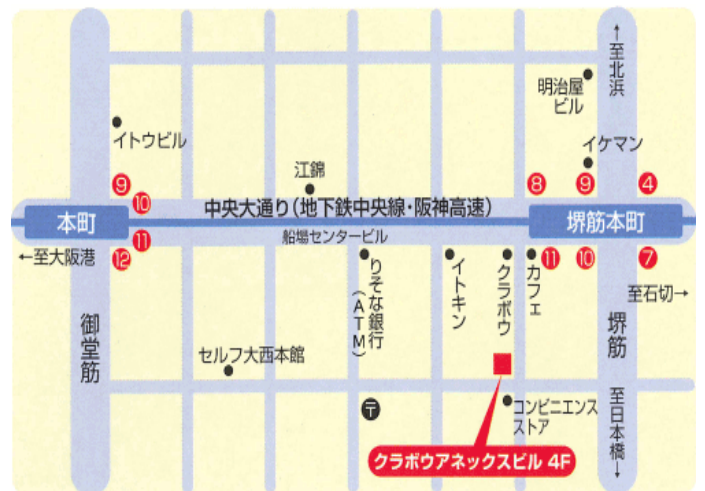 ↑至北浜
明治屋
ビル
イトウビル
イケマン
江錦
⑨
⑩
⑧
⑨
④
中央大通り(地下鉄中央線・阪神高速)
本町
堺筋本町
船場センタービル
⑪
⑫
⑪
⑩
⑦
←至大阪港
りそな銀行
(ATM)
イトキン
クラボウ
カフェ
至石切→
御堂筋
堺筋
セルフ大西本館
〒
コンビニエンス
ストア
至日本橋↓
クラボウアネックスビル 4F